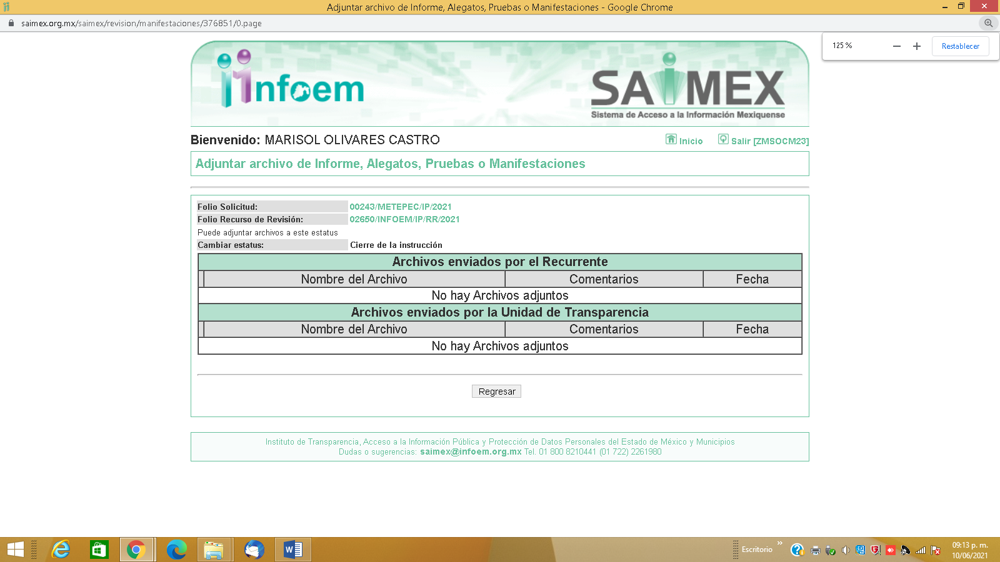 Adjuntar archivo de Informe, Alegatos, Pruebas o Manifestaciones - Google Chrome
saimex.org.mx/saimex/revision/manifestaciones/376851/0.page
125 %
Restablecer
infoem
SAIMEX
Sistema de Acceso a la Información Mexiquense
Bienvenido: MARISOL OLIVARES CASTRO
Inicio
Salir [ZMSOCM23]
Adjuntar archivo de Informe, Alegatos, Pruebas o Manifestaciones
Folio Solicitud: 00243/METEPEC/IP/2021
Folio Recurso de Revisión: 02650/INFOEM/IP/RR/2021
Puede adjuntar archivos a este estatus
Cambiar estatus: Cierre de la instrucción
Archivos enviados por el Recurrente
Nombre del Archivo Comentarios Fecha
No hay Archivos adjuntos
Archivos enviados por la Unidad de Transparencia
Nombre del Archivo Comentarios Fecha
No hay Archivos adjuntos
Regresar
Instituto de Transparencia, Acceso a la Información Pública y Protección de Datos Personales del Estado de México y Municipios
Dudas o sugerencias: saimex@infoem.org.mx Tel. 01 800 8210441 (01 722) 2261980
Escritorio
09:13 p. m.
10/06/2021